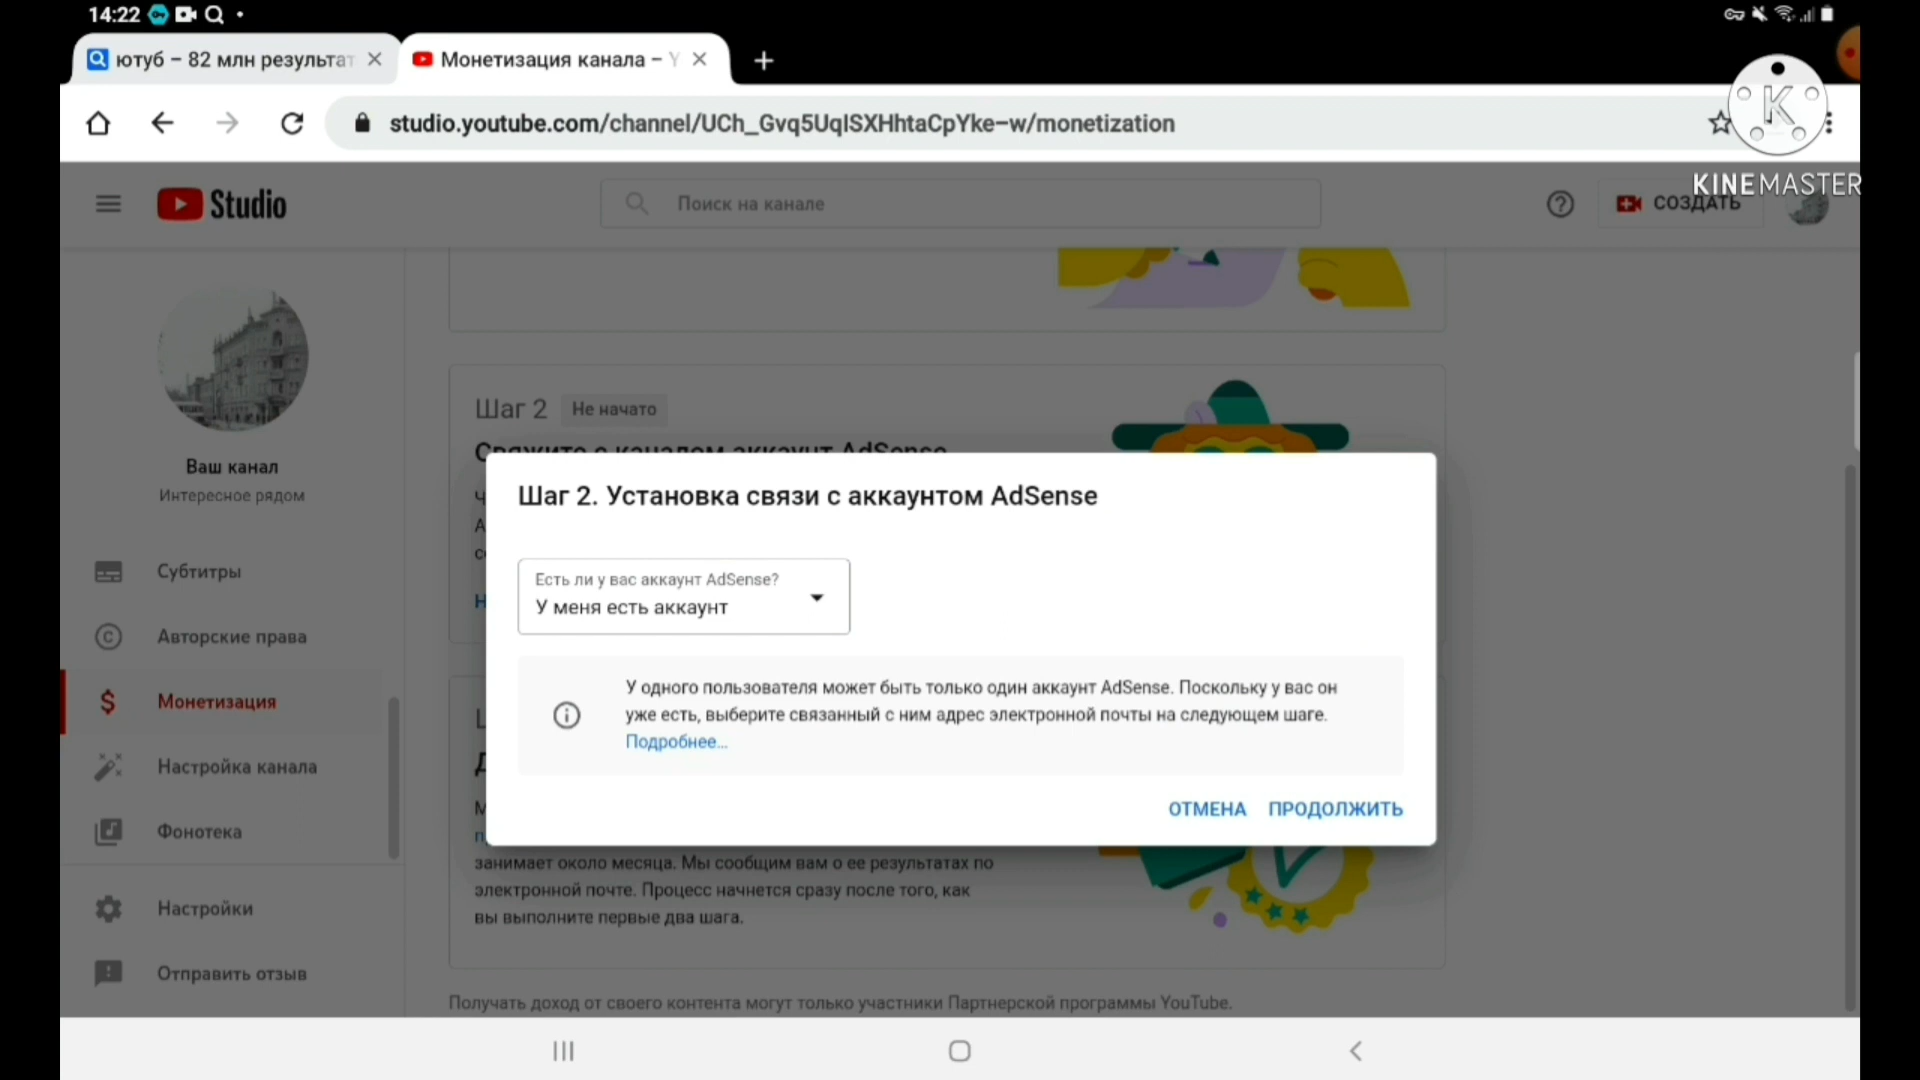 14:22
ютуб – 82 млн результат
Монетизация канала – Y
studio.youtube.com/channel/UCh_Gvq5UqISXHhtaCpYke-w/monetization
K
KINEMASTER
Studio
Поиск на канале
СОЗДАТЬ
Ваш канал
Интересное рядом
Субтитры
Авторские права
Монетизация
Настройка канала
Фонотека
Настройки
Отправить отзыв
Шаг 2
Не начато
Свяжите с каналом аккаунт AdSense
Шаг 2. Установка связи с аккаунтом AdSense
Есть ли у вас аккаунт AdSense?
У меня есть аккаунт
У одного пользователя может быть только один аккаунт AdSense. Поскольку у вас он
уже есть, выберите связанный с ним адрес электронной почты на следующем шаге.
Подробнее...
ОТМЕНА
ПРОДОЛЖИТЬ
занимает около месяца. Мы сообщим вам о ее результатах по
электронной почте. Процесс начнется сразу после того, как
вы выполните первые два шага.
Получать доход от своего контента могут только участники Партнерской программы YouTube.